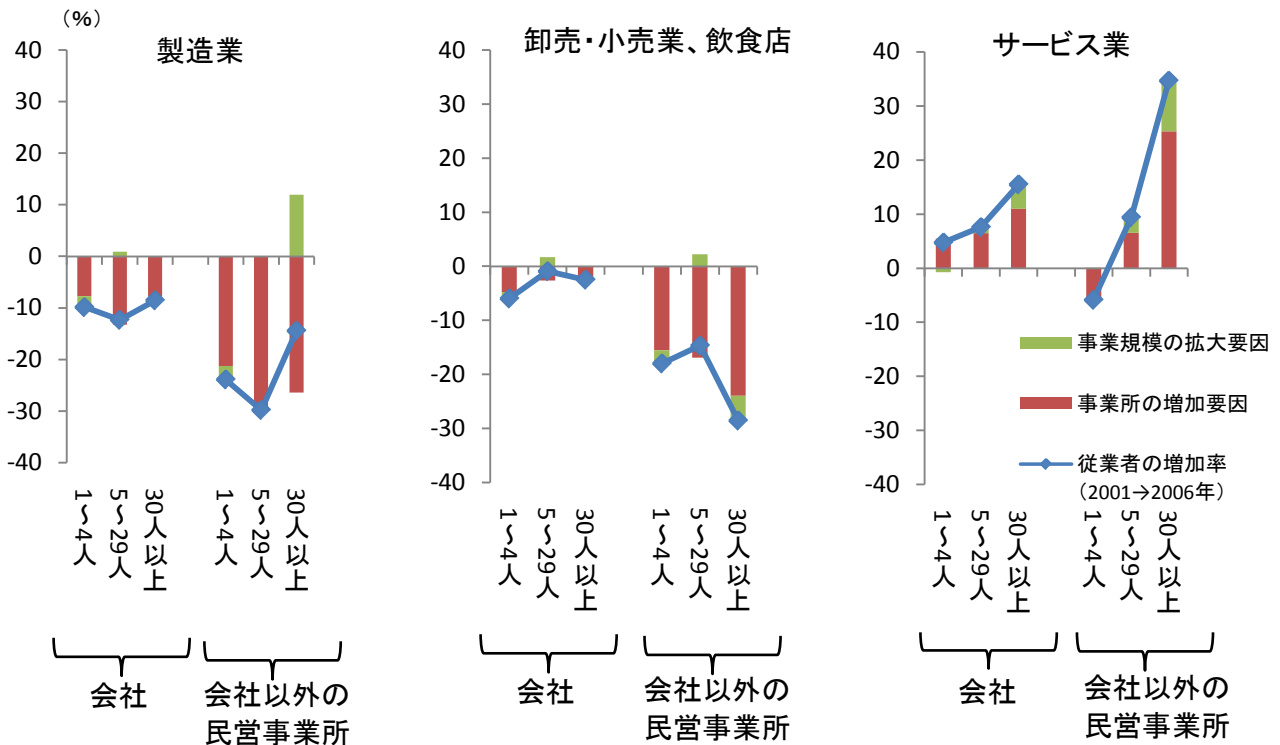 （%）
製造業
40
30
20
10
0
-10
-20
-30
-40
1～4人
5～29人
30人以上
1～4人
5～29人
30人以上
会社
会社以外の
民営事業所
卸売・小売業、飲食店
40
30
20
10
0
-10
-20
-30
-40
1～4人
5～29人
30人以上
1～4人
5～29人
30人以上
会社
会社以外の
民営事業所
サービス業
40
30
20
10
0
-10
-20
-30
-40
事業規模の拡大要因
事業所の増加要因
従業者の増加率
（2001→2006年）
1～4人
5～29人
30人以上
1～4人
5～29人
30人以上
会社
会社以外の
民営事業所